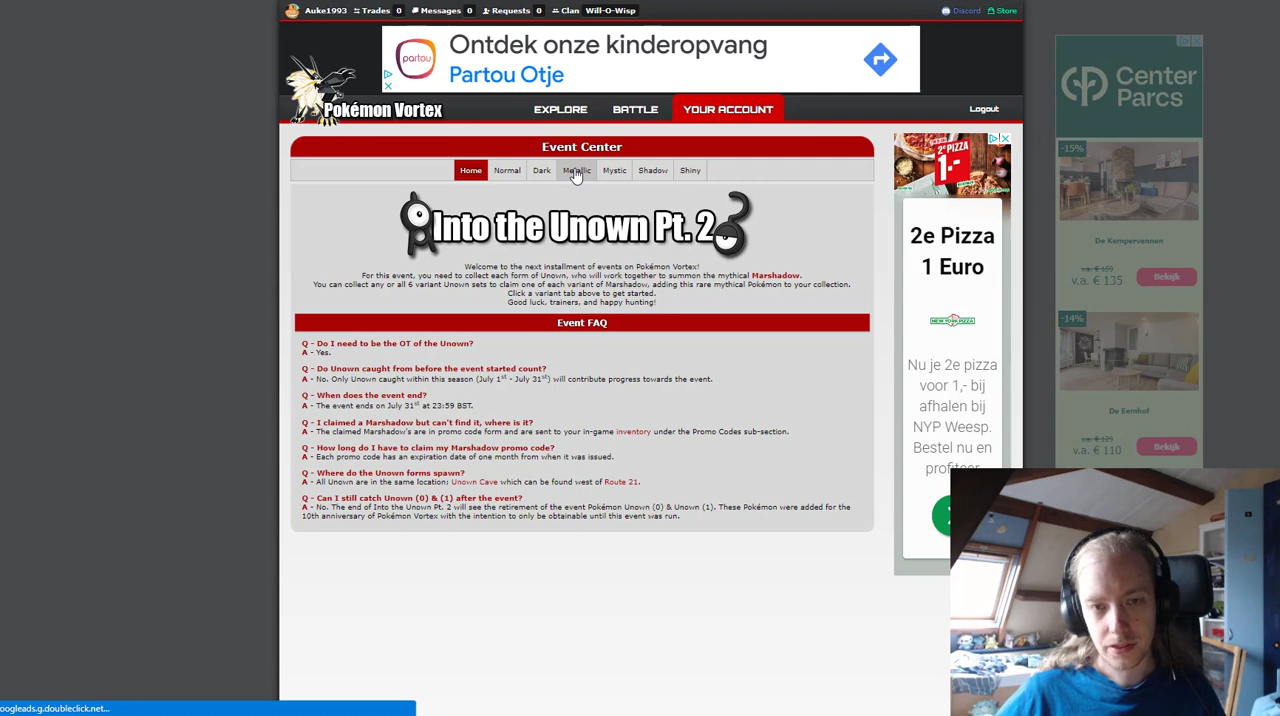 Auke1993 Trades 0 Messages 0 Requests 0 Clan Will-O-Wisp Discord Store
Ontdek onze kinderopvang
partou
Partou Otje
Pokémon Vortex
EXPLORE BATTLE YOUR ACCOUNT Logout
Event Center
Home Normal Dark Metallic Mystic Shadow Shiny
Into the Unown Pt. 2
Welcome to the next installment of events on Pokémon Vortex!
For this event, you need to collect each form of Unown, who will work together to summon the mythical Marshadow.
You can collect any or all 6 variant Unown sets to claim one of each variant of Marshadow, adding this rare mythical Pokémon to your collection.
Click a variant tab above to get started.
Good luck, trainers, and happy hunting!
Event FAQ
Q - Do I need to be the OT of the Unown?
A - Yes.
Q - Do Unown caught from before the event started count?
A - No. Only Unown caught within this season (July 1st - July 31st) will contribute progress towards the event.
Q - When does the event end?
A - The event ends on July 31st at 23:59 BST.
Q - I claimed a Marshadow but can't find it, where is it?
A - The claimed Marshadow's are in promo code form and are sent to your in-game inventory under the Promo Codes sub-section.
Q - How long do I have to claim my Marshadow promo code?
A - Each promo code has an expiration date of one month from when it was issued.
Q - Where do the Unown forms spawn?
A - All Unown are in the same location; Unown Cave which can be found west of Route 21.
Q - Can I still catch Unown (0) & (1) after the event?
A - No. The end of Into the Unown Pt. 2 will see the retirement of the event Pokémon Unown (0) & Unown (1). These Pokémon were added for the
10th anniversary of Pokémon Vortex with the intention to only be obtainable until this event was run.
2e PIZZA
1.-
2e Pizza
1 Euro
NEW YORK PIZZA
Nu je 2e pizza
voor 1,- bij
afhalen bij
NYP Weesp.
Bestel nu en
profiteer
Center
Parcs
-15%
De Kempervennen
v.a. € 159
v.a. € 135
Bekijk
-14%
De Eemhof
v.a. € 129
v.a. € 110
Bekijk
oogleads.g.doubleclick.net...